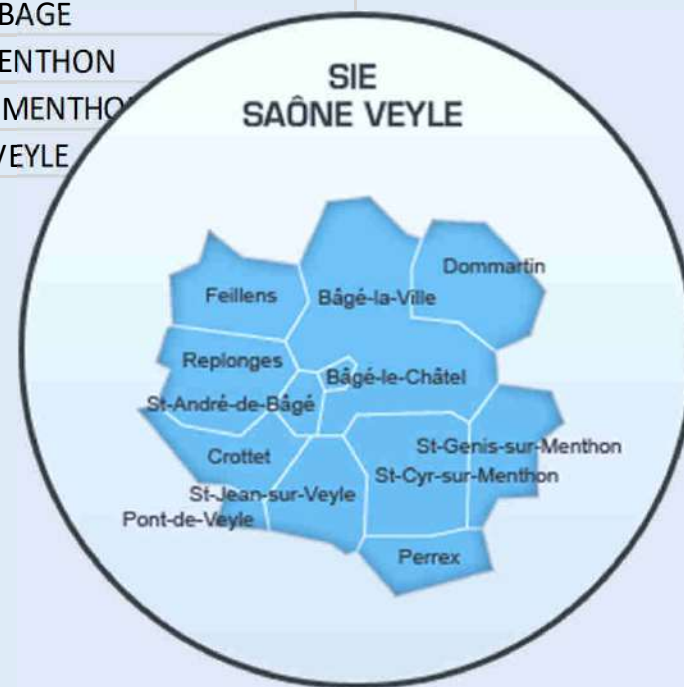 BAGE
ENTHON
MENTHO
VEYLE
SIE
SAÔNE VEYLE
Dommartin
Feillens
Bâgé-la-Ville
Replonges
Bâgé-le-Châtel
St-André-de-Bâgé
St-Genis-sur-Menthon
Crottet
St-Cyr-sur-Menthon
St-Jean-sur-Veyle
Pont-de-Veyle
Perrex